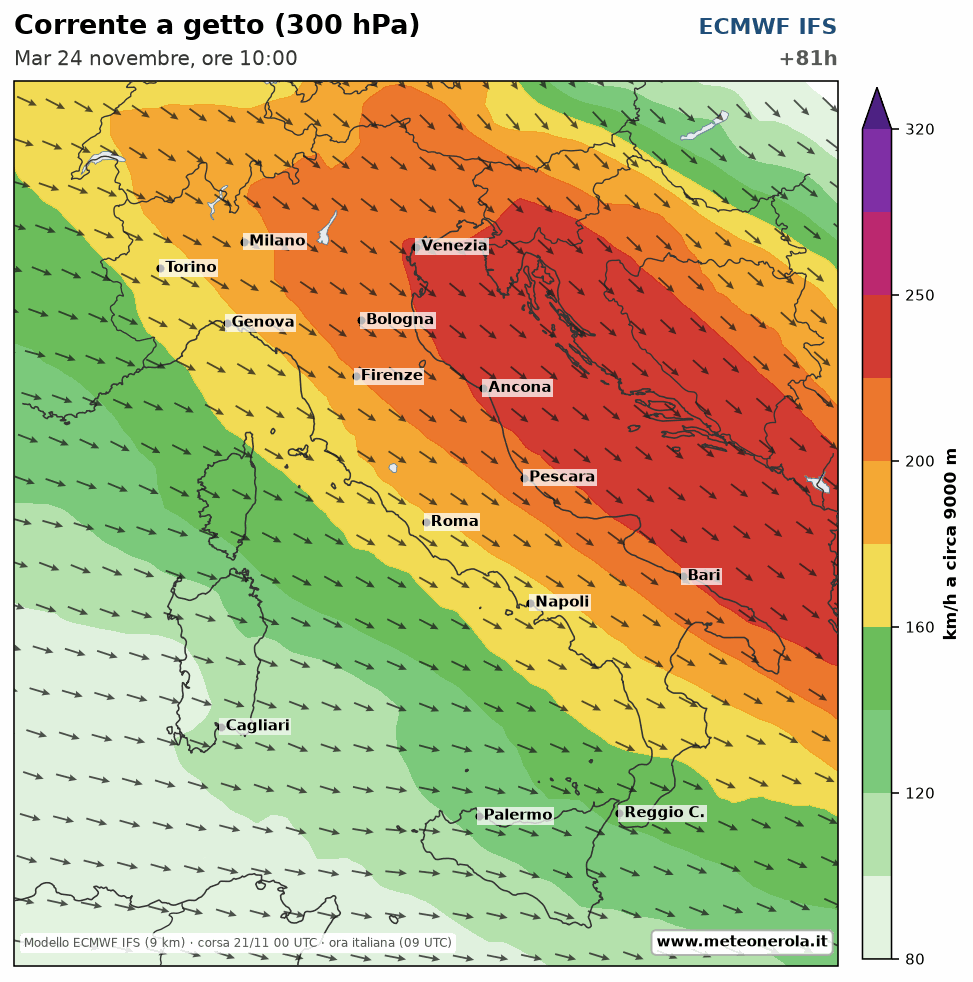 Corrente a getto (300 hPa)
ECMWF IFS
Mar 24 novembre, ore 10:00
+81h
320
250
200
160
120
80
km/h a circa 9000 m
Milano
Venezia
Torino
Genova
Bologna
Firenze
Ancona
Pescara
Roma
Bari
Napoli
Cagliari
Palermo
Reggio C.
Modello ECMWF IFS (9 km) · corsa 21/11 00 UTC · ora italiana (09 UTC)
www.meteonerola.it